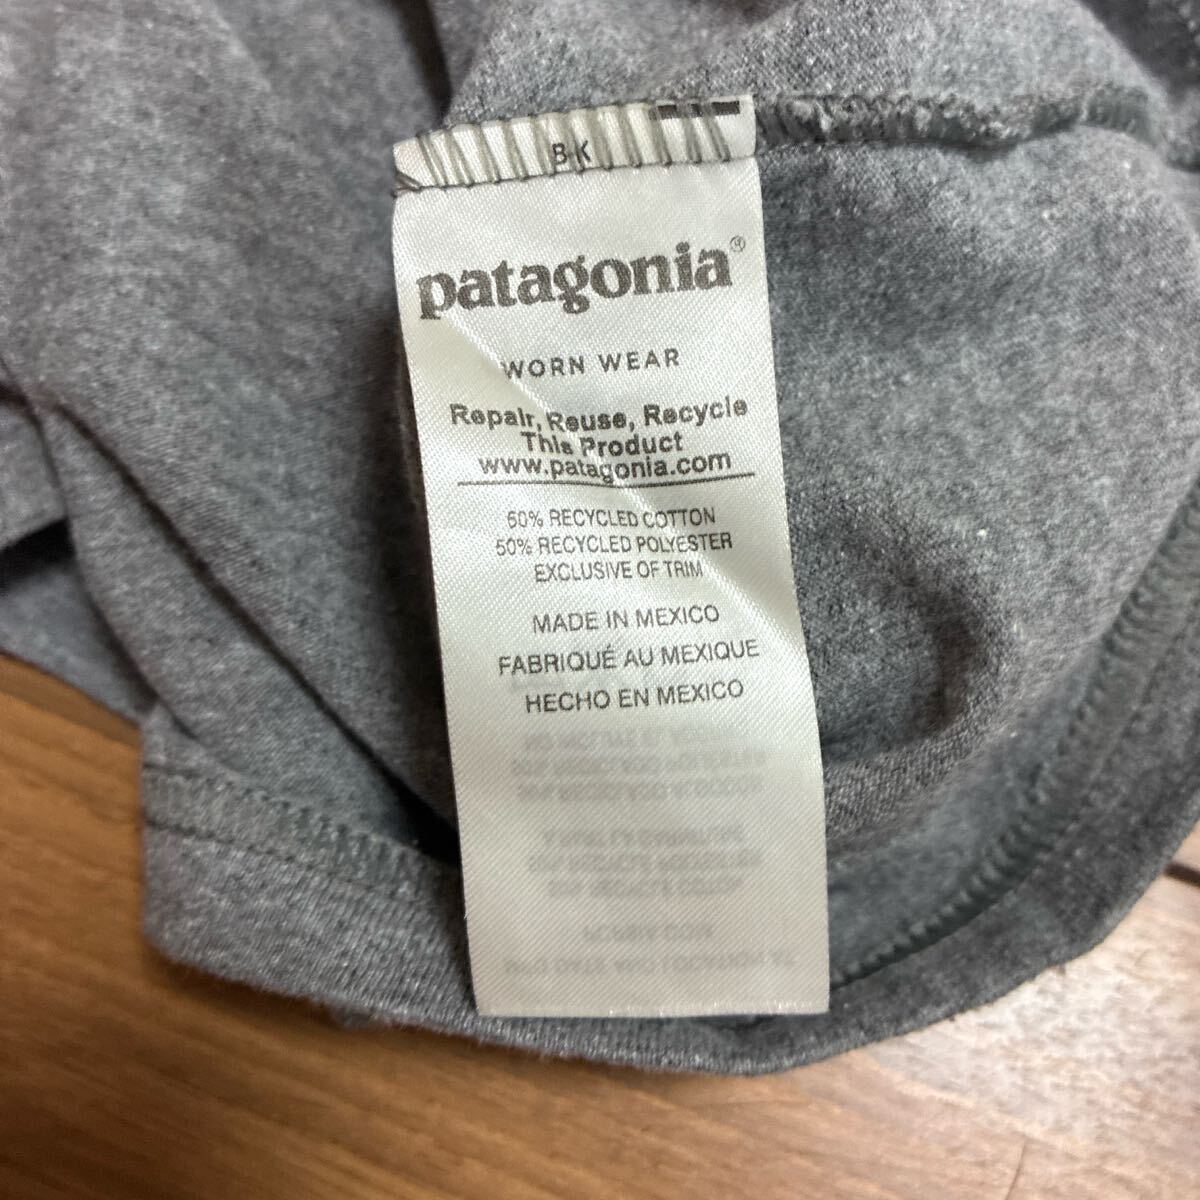 BK
patagonia®
WORN WEAR
Repair, Reuse, Recycle
This Product
www.patagonia.com
50% RECYCLED COTTON
50% RECYCLED POLYESTER
EXCLUSIVE OF TRIM
MADE IN MEXICO
FABRIQUÉ AU MEXIQUE
HECHO EN MEXICO